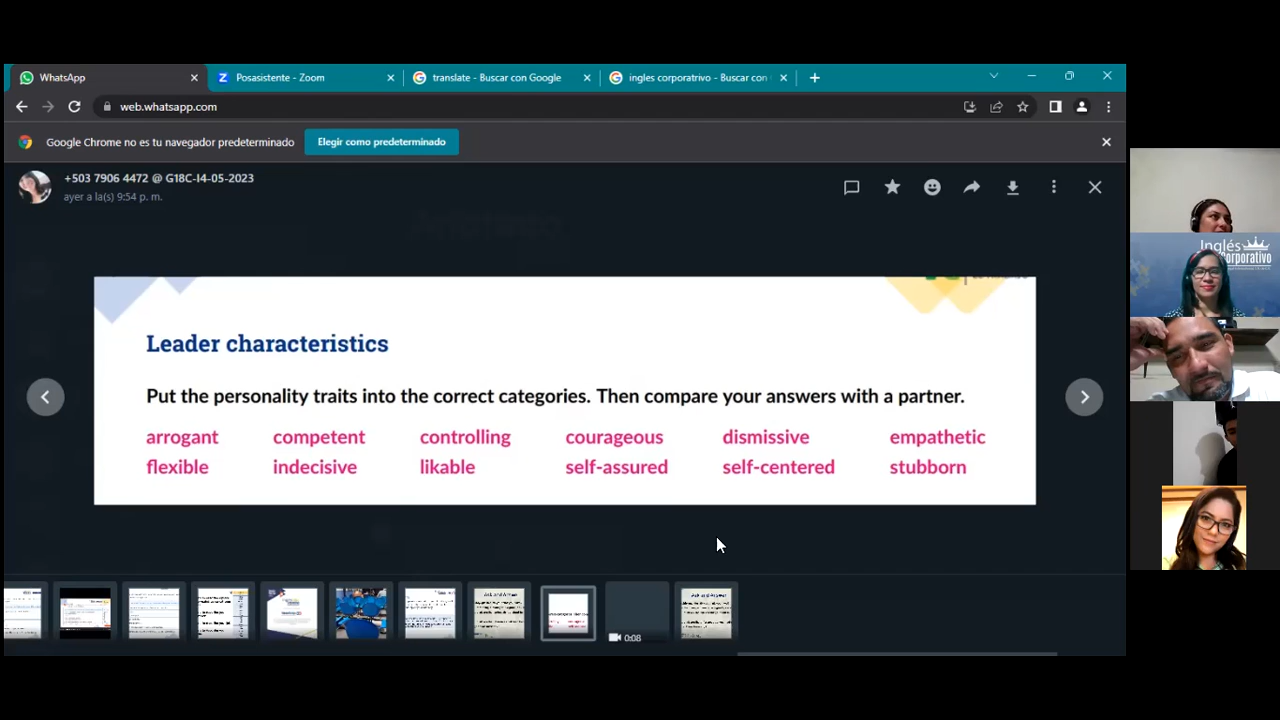 WhatsApp
Posasistente - Zoom
translate - Buscar con Google
ingles corporatrivo - Buscar con
web.whatsapp.com
Google Chrome no es tu navegador predeterminado
Elegir como predeterminado
+503 7906 4472 @ G18C-I4-05-2023
ayer a la(s) 9:54 p. m.
Leader characteristics
Put the personality traits into the correct categories. Then compare your answers with a partner.
arrogant competent controlling courageous dismissive empathetic
flexible indecisive likable self-assured self-centered stubborn
0:08
Inglés
Corporativo